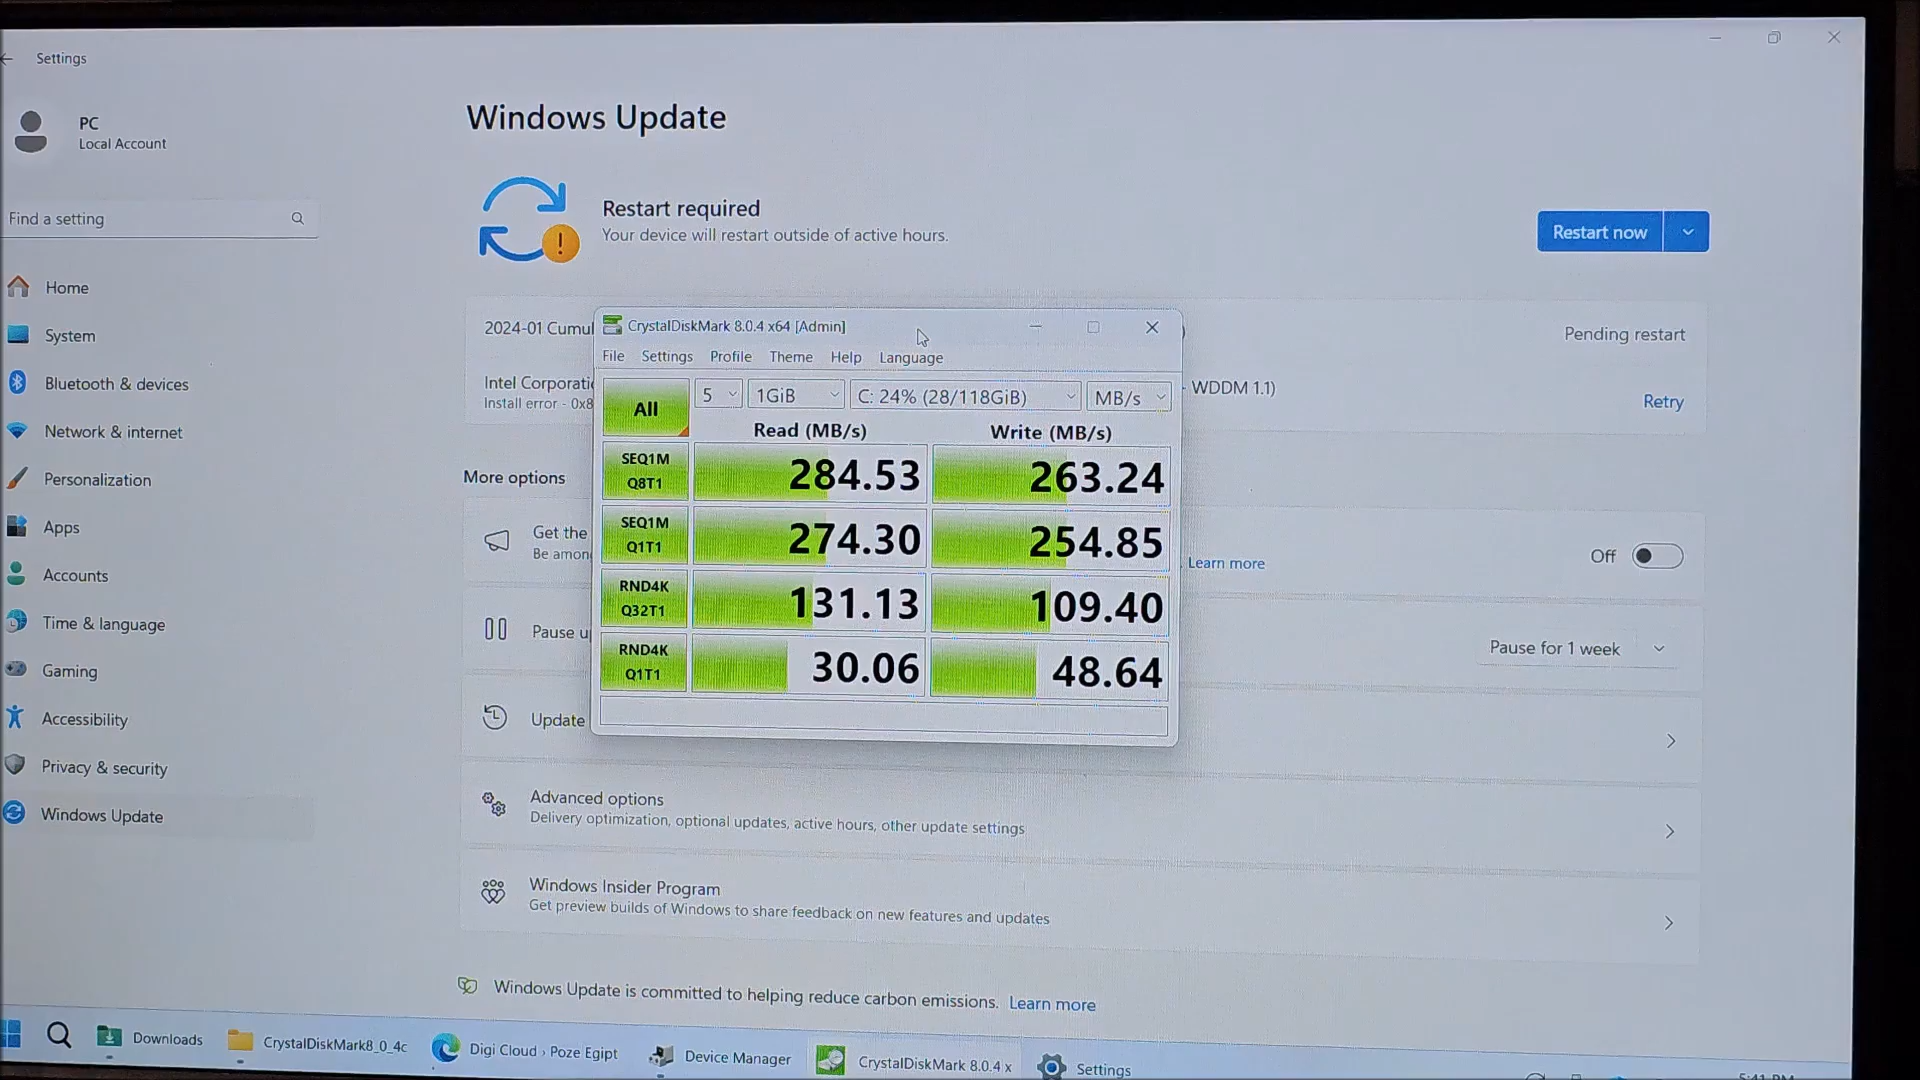 Settings
PC
Local Account
Find a setting
Home
System
Bluetooth & devices
Network & internet
Personalization
Apps
Accounts
Time & language
Gaming
Accessibility
Privacy & security
Windows Update
Windows Update
Restart required
Your device will restart outside of active hours.
Restart now
2024-01 Cumul
Pending restart
Intel Corporati
- WDDM 1.1)
Install error - 0x8
Retry
More options
Get the
Be among
Learn more
Off
Pause u
Pause for 1 week
Update
Advanced options
Delivery optimization, optional updates, active hours, other update settings
Windows Insider Program
Get preview builds of Windows to share feedback on new features and updates
Windows Update is committed to helping reduce carbon emissions. Learn more
CrystalDiskMark 8.0.4 x64 [Admin]
File Settings Profile Theme Help Language
All
5 1GiB C: 24% (28/118GiB) MB/s
Read (MB/s) Write (MB/s)
SEQ1M
Q8T1
284.53 263.24
SEQ1M
Q1T1
274.30 254.85
RND4K
Q32T1
131.13 109.40
RND4K
Q1T1
30.06 48.64
Downloads
CrystalDiskMark8_0_4c
Digi Cloud › Poze Egipt
Device Manager
CrystalDiskMark 8.0.4 x
Settings
5:41 PM